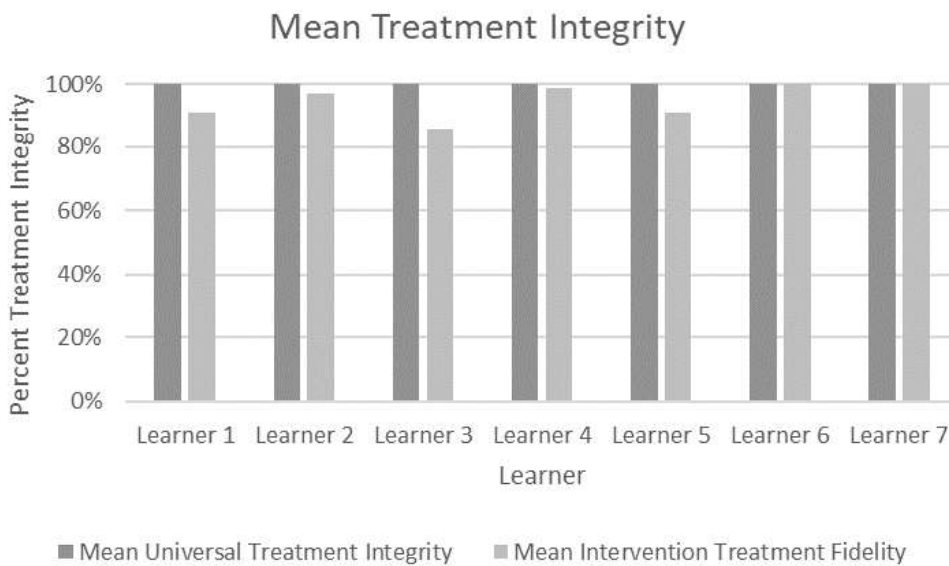 Mean Treatment Integrity
Percent Treatment Integrity
100%
80%
60%
40%
20%
0%
Learner 1 Learner 2 Learner 3 Learner 4 Learner 5 Learner 6 Learner 7
Learner
Mean Universal Treatment Integrity Mean Intervention Treatment Fidelity